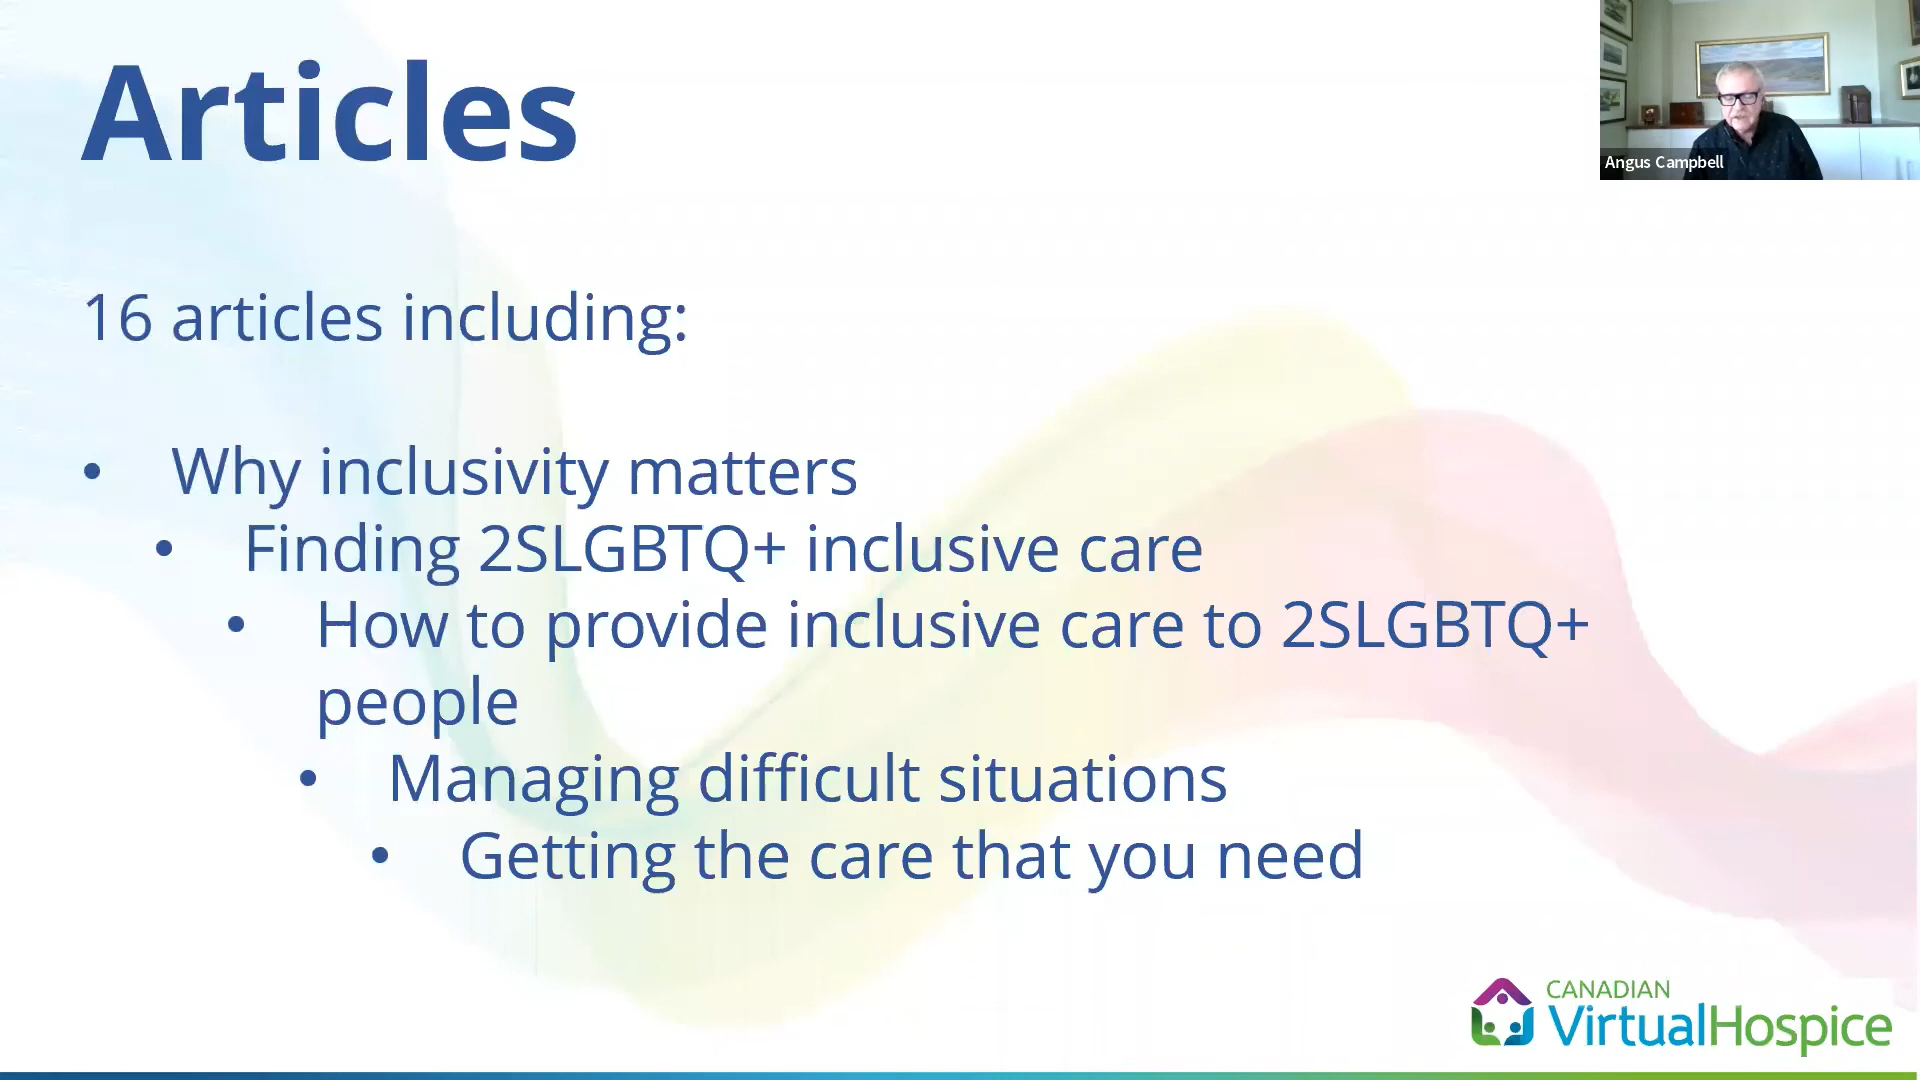 Articles
Angus Campbell
16 articles including:
• Why inclusivity matters
• Finding 2SLGBTQ+ inclusive care
• How to provide inclusive care to 2SLGBTQ+
people
• Managing difficult situations
• Getting the care that you need
CANADIAN
VirtualHospice